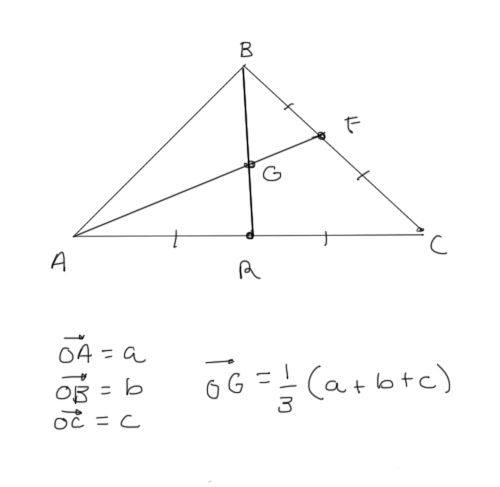 B
F
G
A
R
C
OA⃗ = a
OB⃗ = b
OC⃗ = c
OG⃗ = 1/3 (a + b + c)